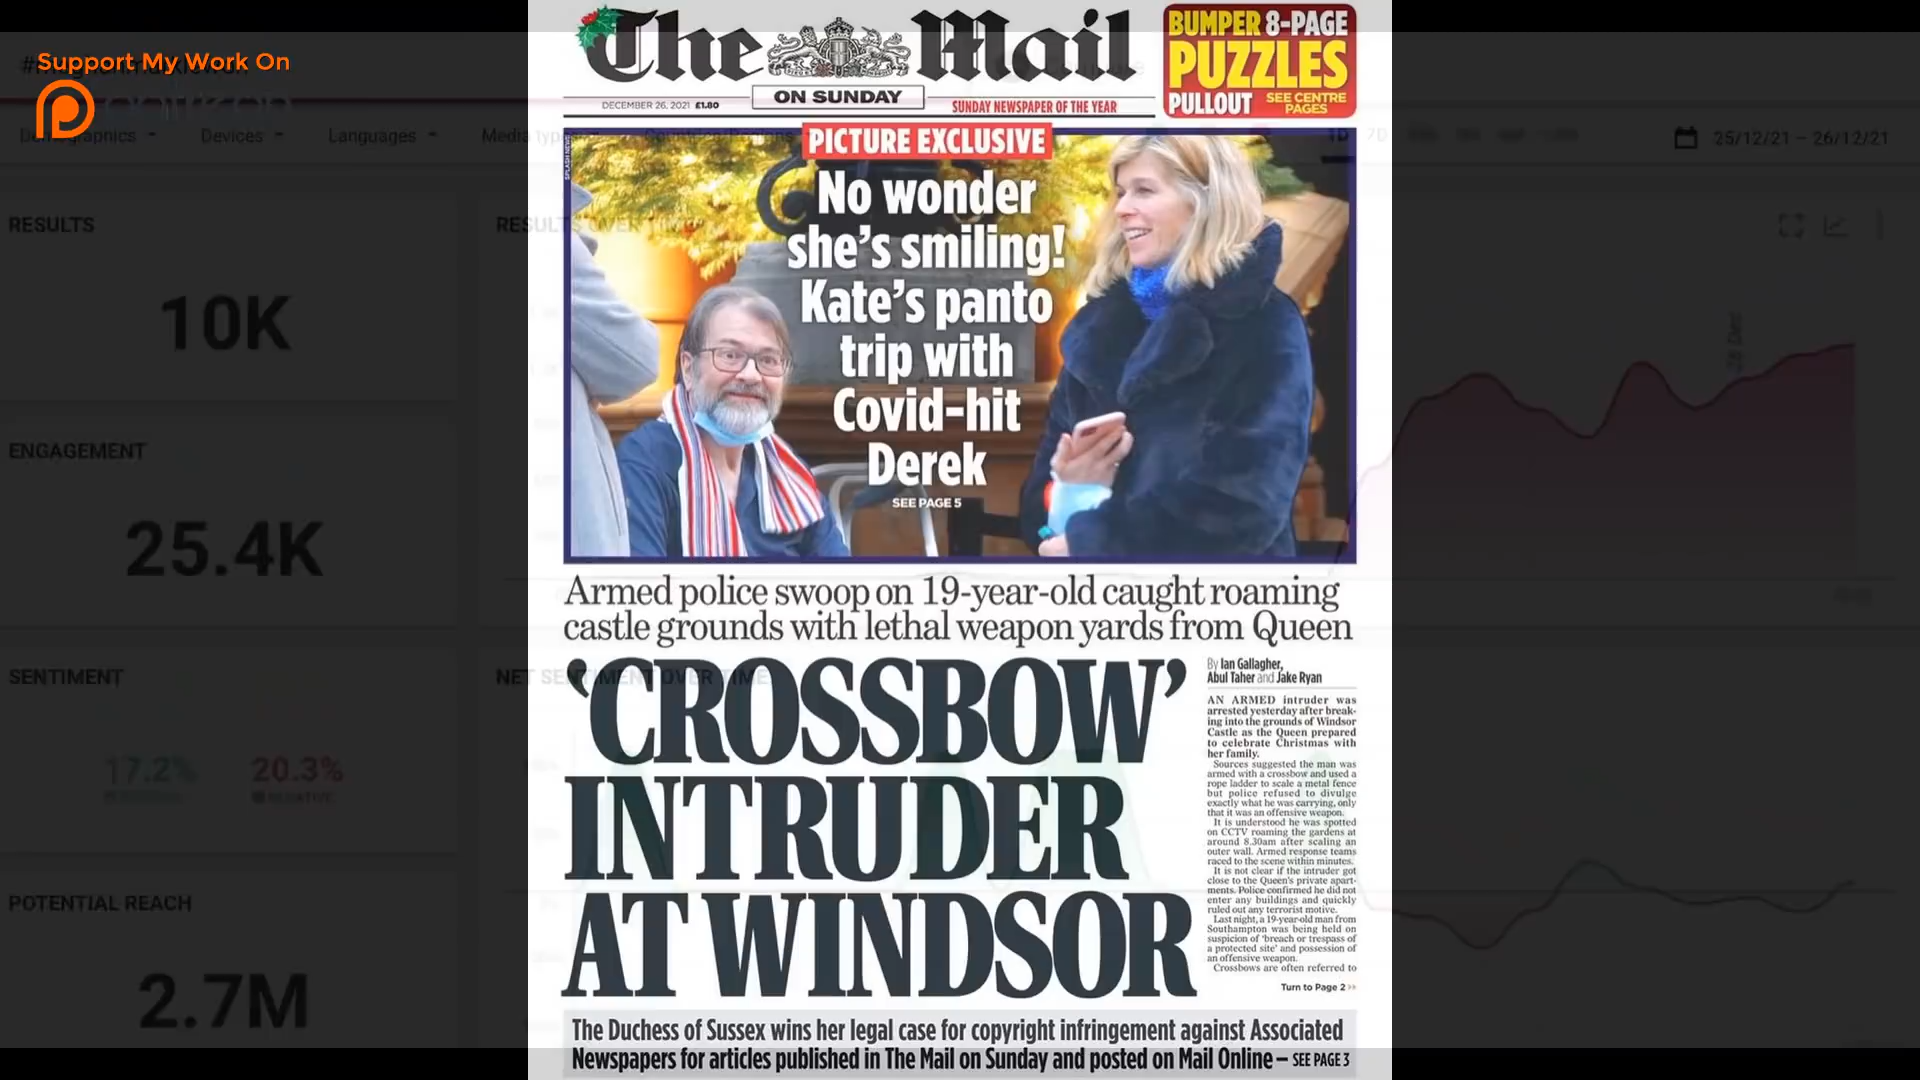 Support My Work On
Demographics
Devices
Languages
25/12/21 – 26/12/21
RESULTS
10K
ENGAGEMENT
25.4K
SENTIMENT
17.2%
20.3%
NEGATIVE
POTENTIAL REACH
2.7M
RESULTS OVER TIME
NET SENTIMENT OVER TIME
The Mail
ON SUNDAY
DECEMBER 26, 2021 £1.80
SUNDAY NEWSPAPER OF THE YEAR
BUMPER 8-PAGE
PUZZLES
PULLOUT
SEE CENTRE
PAGES
PICTURE EXCLUSIVE
No wonder
she's smiling!
Kate's panto
trip with
Covid-hit
Derek
SEE PAGE 5
Armed police swoop on 19-year-old caught roaming
castle grounds with lethal weapon yards from Queen
'CROSSBOW'
INTRUDER
AT WINDSOR
By Ian Gallagher,
Abul Taher and Jake Ryan
AN ARMED intruder was
arrested yesterday after break-
ing into the grounds of Windsor
Castle as the Queen prepared
to celebrate Christmas with
her family.
Sources suggested the man was
armed with a crossbow and used a
rope ladder to scale a metal fence
but police refused to divulge
exactly what he was carrying, only
that it was an offensive weapon.
It is understood he was spotted
on CCTV roaming the gardens at
around 8.30am after scaling an
outer wall. Armed response teams
raced to the scene within minutes.
It is not clear if the intruder got
close to the Queen's private apart-
ments. Police confirmed he did not
enter any buildings and quickly
ruled out any terrorist motive.
Last night, a 19-year-old man from
Southampton was being held on
suspicion of 'breach or trespass of
a protected site' and possession of
an offensive weapon.
Crossbows are often referred to
Turn to Page 2
The Duchess of Sussex wins her legal case for copyright infringement against Associated
Newspapers for articles published in The Mail on Sunday and posted on Mail Online – SEE PAGE 3